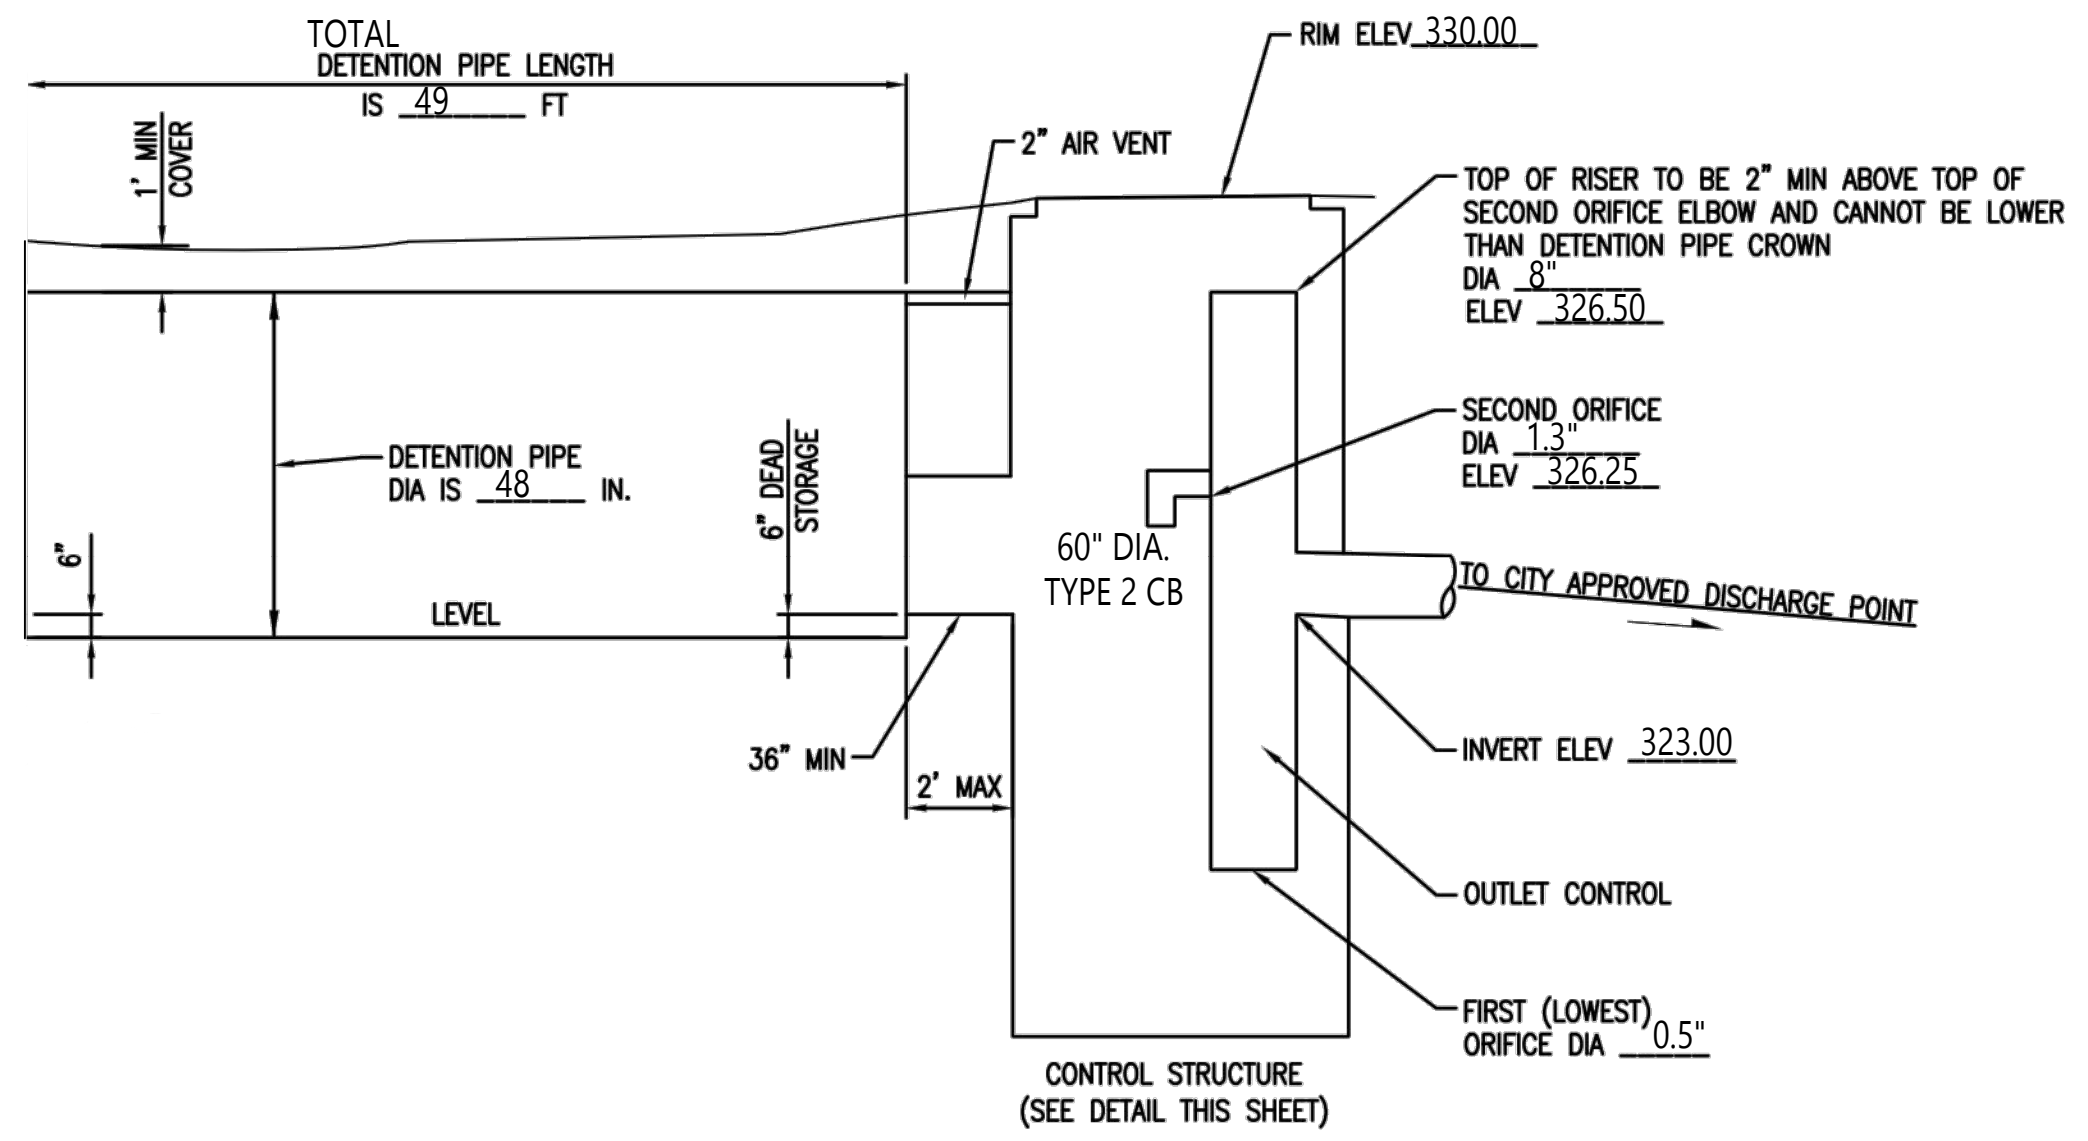 TOTAL
DETENTION PIPE LENGTH
IS 49 FT
RIM ELEV 330.00
1' MIN
COVER
2" AIR VENT
TOP OF RISER TO BE 2" MIN ABOVE TOP OF
SECOND ORIFICE ELBOW AND CANNOT BE LOWER
THAN DETENTION PIPE CROWN
DIA 8"
ELEV 326.50
DETENTION PIPE
DIA IS 48 IN.
6" DEAD
STORAGE
SECOND ORIFICE
DIA 1.3"
ELEV 326.25
6"
LEVEL
60" DIA.
TYPE 2 CB
TO CITY APPROVED DISCHARGE POINT
36" MIN
2' MAX
INVERT ELEV 323.00
OUTLET CONTROL
FIRST (LOWEST)
ORIFICE DIA 0.5"
CONTROL STRUCTURE
(SEE DETAIL THIS SHEET)